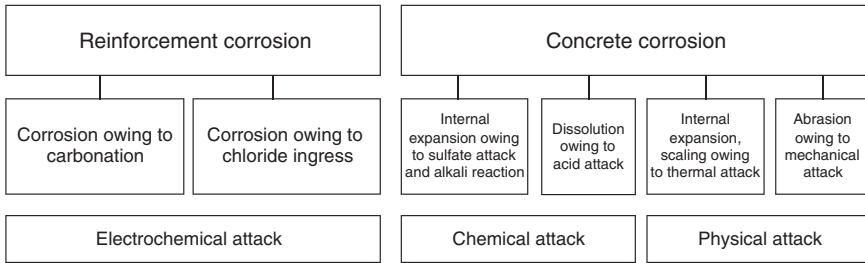 Reinforcement corrosion
Concrete corrosion
Corrosion owing to
carbonation
Corrosion owing to
chloride ingress
Internal
expansion owing
to sulfate attack
and alkali reaction
Dissolution
owing to
acid attack
Internal
expansion,
scaling owing
to thermal attack
Abrasion
owing to
mechanical
attack
Electrochemical attack
Chemical attack
Physical attack